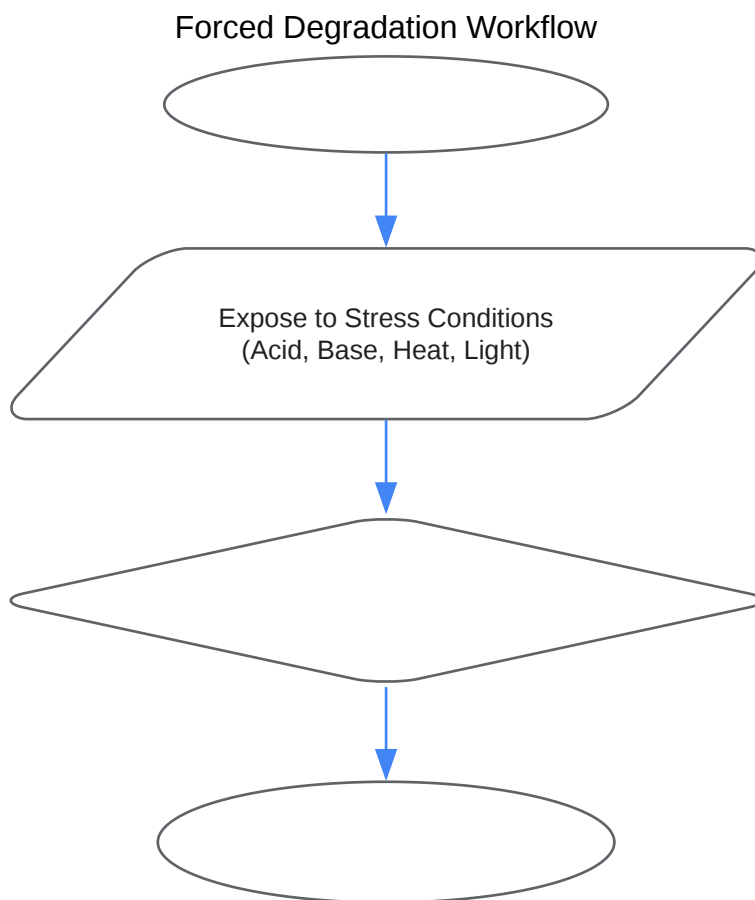 Forced Degradation Workflow
Expose to Stress Conditions
(Acid, Base, Heat, Light)